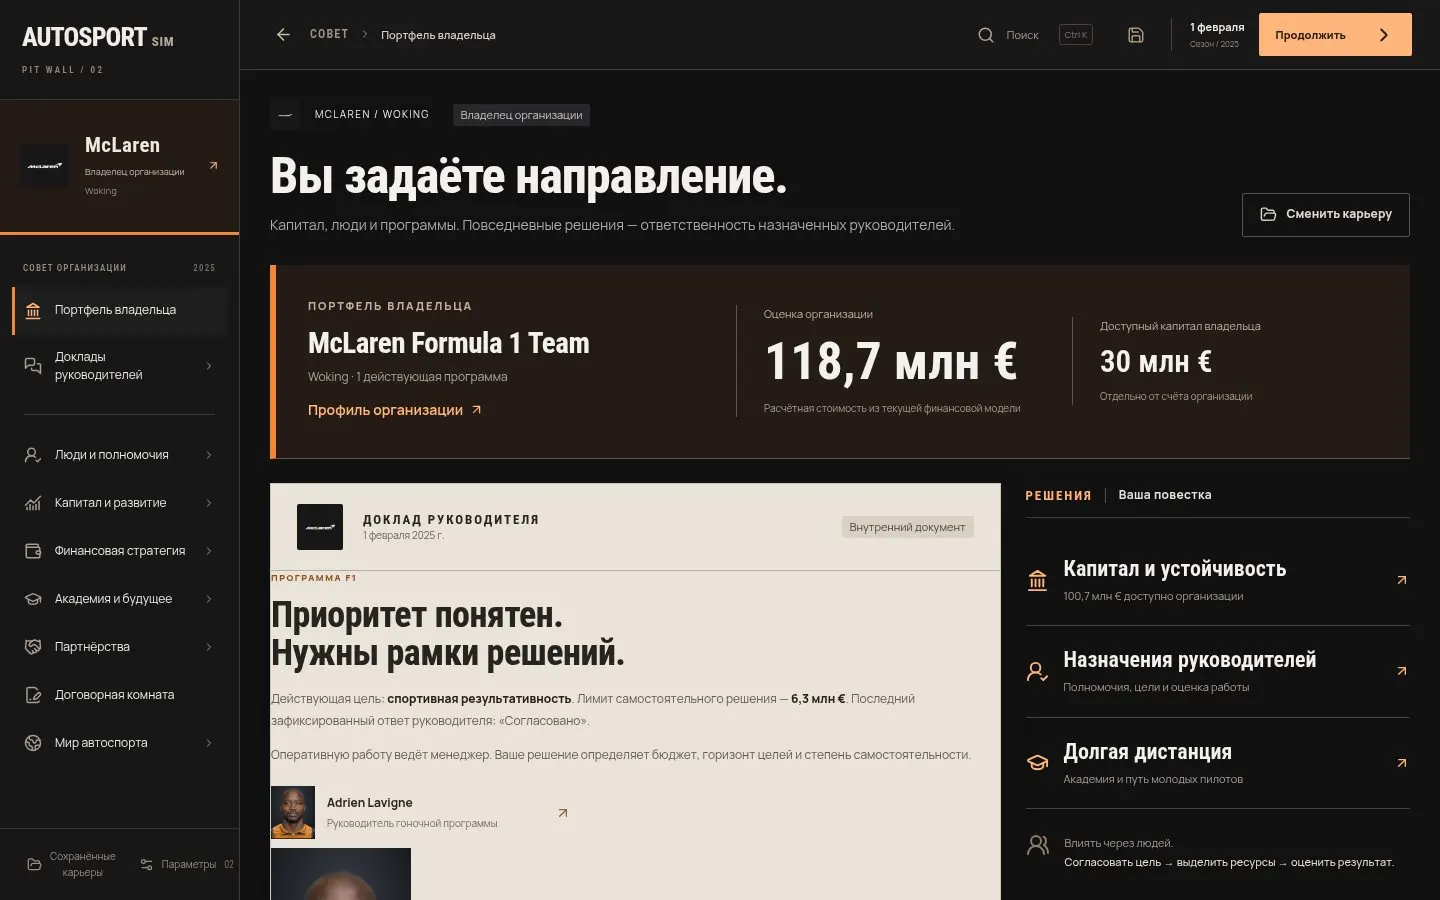 AUTOSPORT SIM
PIT WALL / 02
McLaren
McLaren
Владелец организации
Woking
СОВЕТ ОРГАНИЗАЦИИ 2025
Портфель владельца
Доклады
руководителей
Люди и полномочия
Капитал и развитие
Финансовая стратегия
Академия и будущее
Партнёрства
Договорная комната
Мир автоспорта
Сохранённые
карьеры
Параметры 02
СОВЕТ Портфель владельца
Поиск Ctrl K
1 февраля
Сезон / 2025
Продолжить
MCLAREN / WOKING Владелец организации
Вы задаёте направление.
Капитал, люди и программы. Повседневные решения — ответственность назначенных руководителей.
Сменить карьеру
ПОРТФЕЛЬ ВЛАДЕЛЬЦА
McLaren Formula 1 Team
Woking · 1 действующая программа
Профиль организации
Оценка организации
118,7 млн €
Расчётная стоимость из текущей финансовой модели
Доступный капитал владельца
30 млн €
Отдельно от счёта организации
McLaren
ДОКЛАД РУКОВОДИТЕЛЯ
1 февраля 2025 г.
Внутренний документ
ПРОГРАММА F1
Приоритет понятен.
Нужны рамки решений.
Действующая цель: спортивная результативность. Лимит самостоятельного решения — 6,3 млн €. Последний
зафиксированный ответ руководителя: «Согласовано».
Оперативную работу ведёт менеджер. Ваше решение определяет бюджет, горизонт целей и степень самостоятельности.
Adrien Lavigne
Руководитель гоночной программы
РЕШЕНИЯ Ваша повестка
Капитал и устойчивость
100,7 млн € доступно организации
Назначения руководителей
Полномочия, цели и оценка работы
Долгая дистанция
Академия и путь молодых пилотов
Влиять через людей.
Согласовать цель → выделить ресурсы → оценить результат.